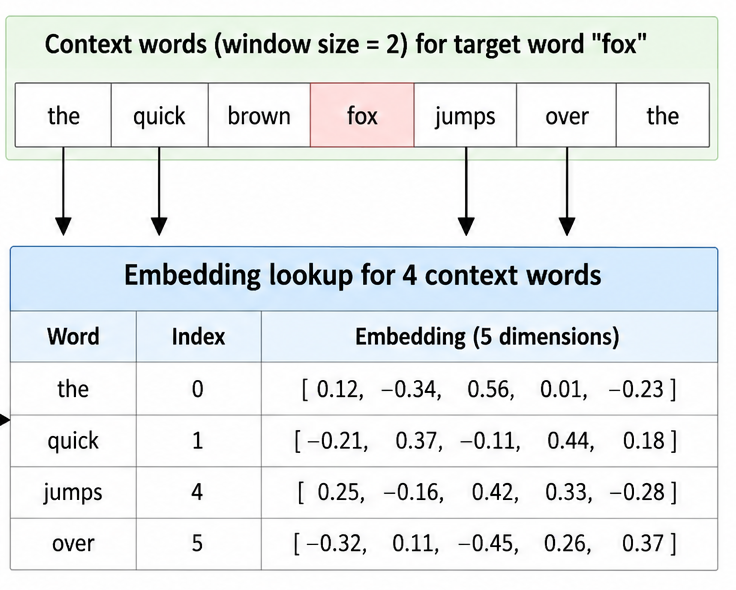 Context words (window size = 2) for target word "fox"
the quick brown fox jumps over the
Embedding lookup for 4 context words
Word Index Embedding (5 dimensions)
the 0 [ 0.12, −0.34, 0.56, 0.01, −0.23 ]
quick 1 [ −0.21, 0.37, −0.11, 0.44, 0.18 ]
jumps 4 [ 0.25, −0.16, 0.42, 0.33, −0.28 ]
over 5 [ −0.32, 0.11, −0.45, 0.26, 0.37 ]